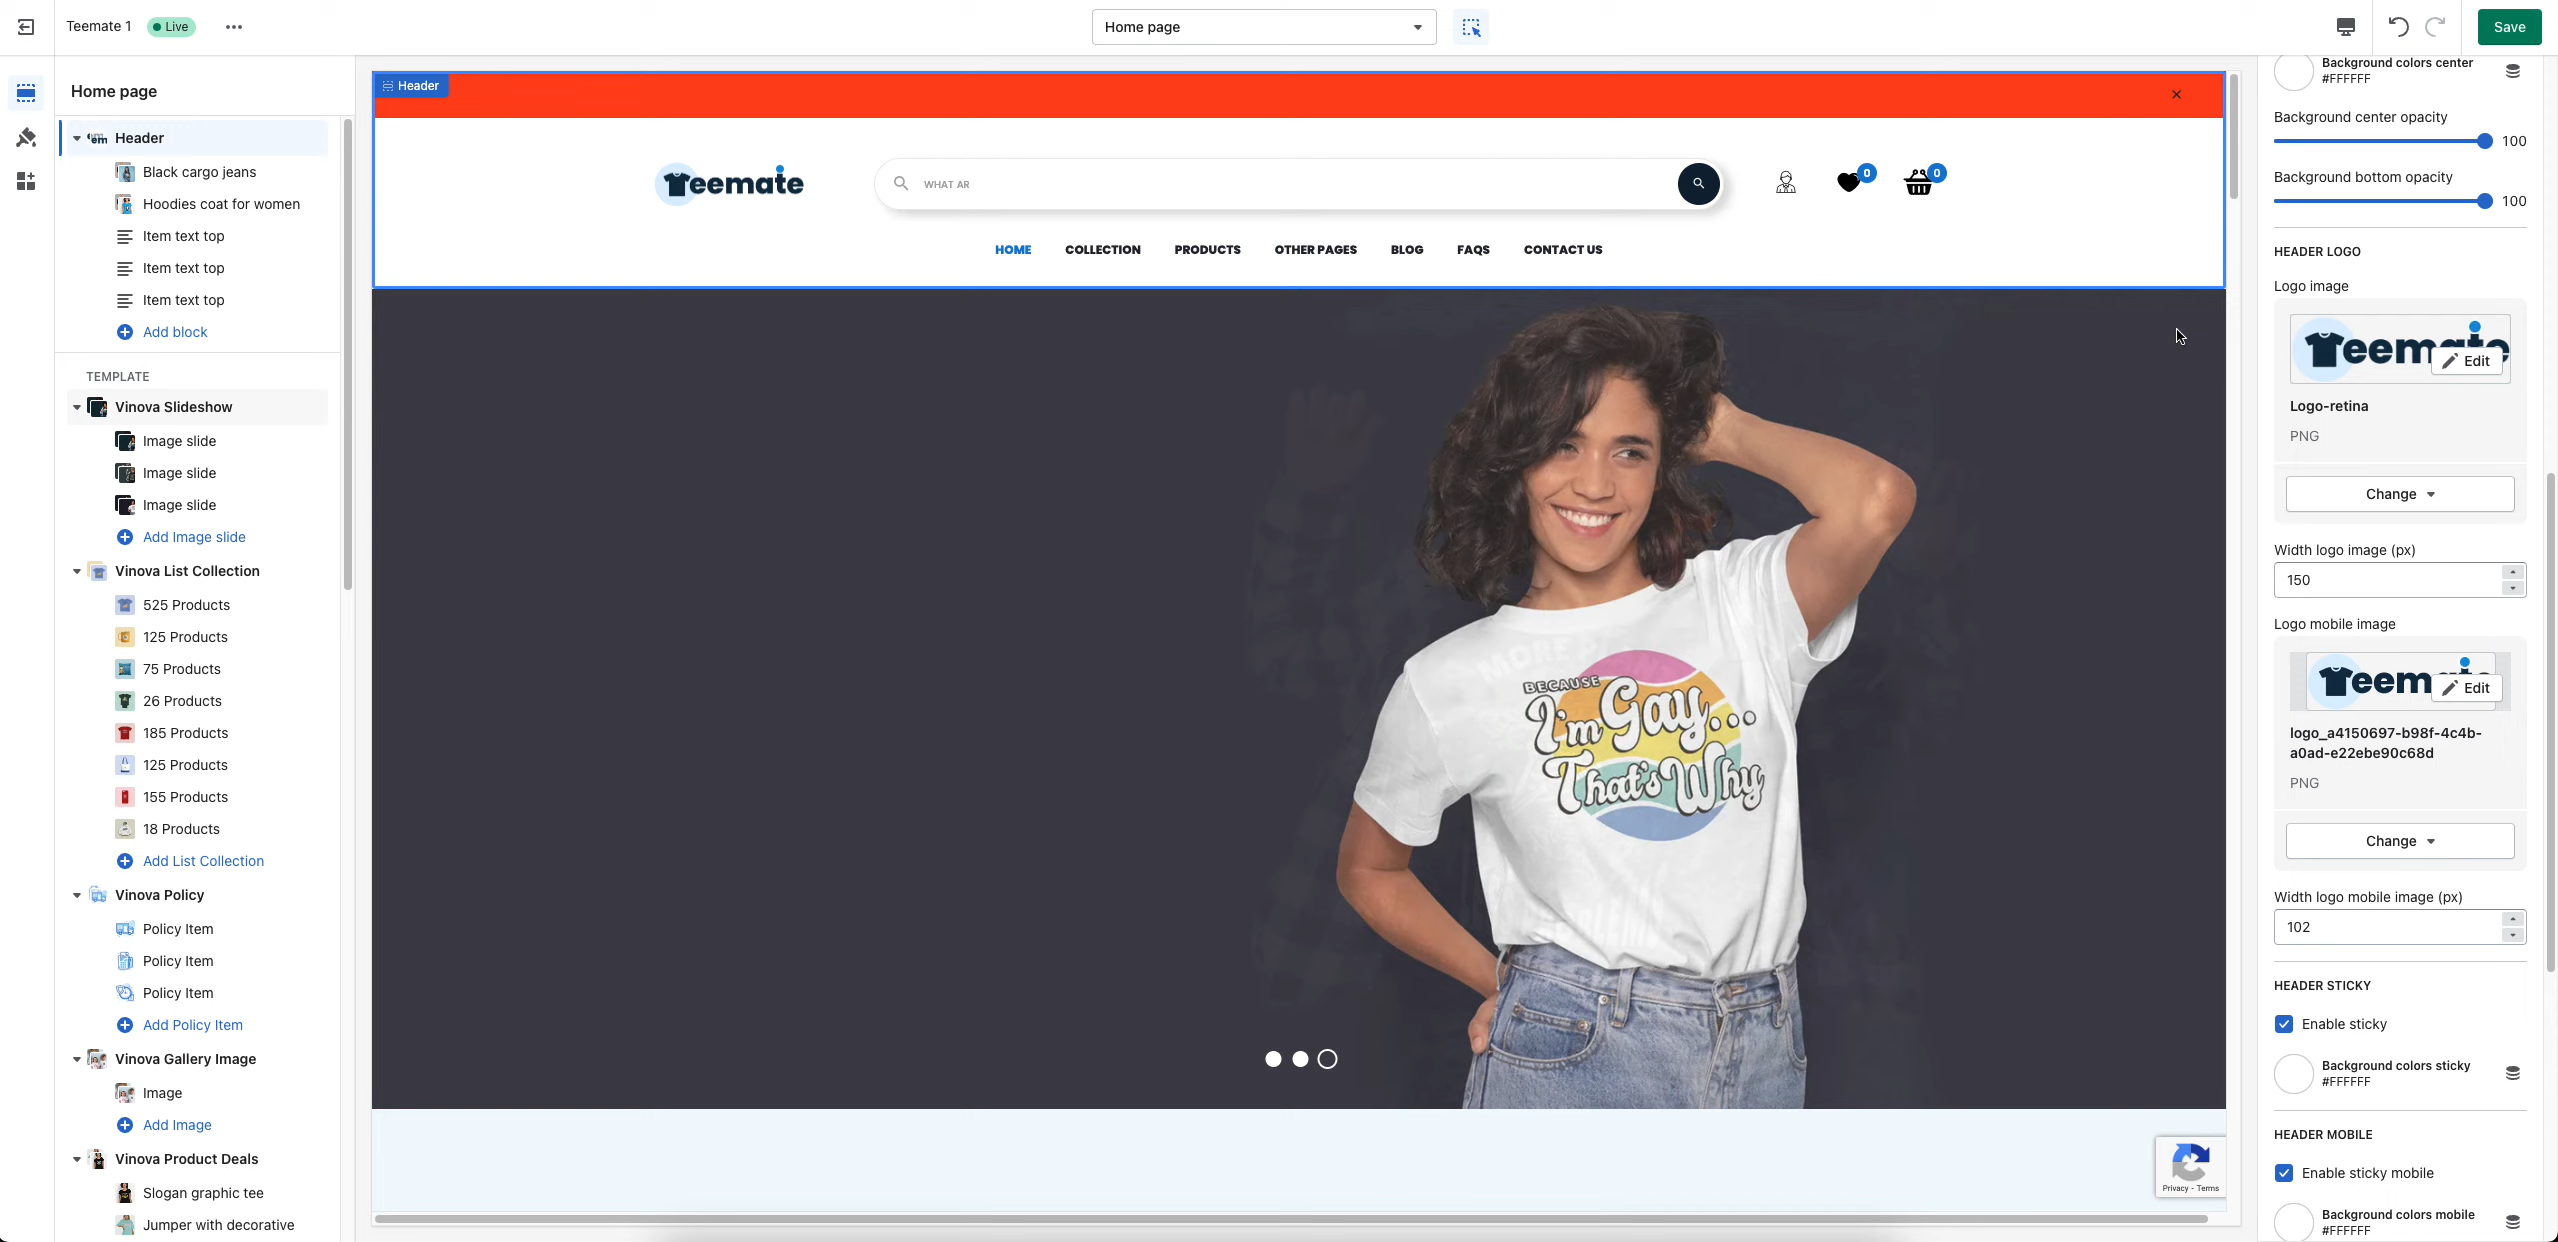 Teemate 1
Live
Home page
Save
Home page
Header
Black cargo jeans
Hoodies coat for women
Item text top
Item text top
Item text top
Add block
TEMPLATE
Vinova Slideshow
Image slide
Image slide
Image slide
Add Image slide
Vinova List Collection
525 Products
125 Products
75 Products
26 Products
185 Products
125 Products
155 Products
18 Products
Add List Collection
Vinova Policy
Policy Item
Policy Item
Policy Item
Add Policy Item
Vinova Gallery Image
Image
Add Image
Vinova Product Deals
Slogan graphic tee
Jumper with decorative
Header
Teemate
WHAT AR
0
0
HOME COLLECTION PRODUCTS OTHER PAGES BLOG FAQS CONTACT US
BECAUSE
I'm Gay...
That's Why
Privacy - Terms
Background colors center
#FFFFFF
Background center opacity
100
Background bottom opacity
100
HEADER LOGO
Logo image
Teemate
Edit
Logo-retina
PNG
Change
Width logo image (px)
150
Logo mobile image
Edit
logo_a4150697-b98f-4c4b-
a0ad-e22ebe90c68d
PNG
Change
Width logo mobile image (px)
102
HEADER STICKY
Enable sticky
Background colors sticky
#FFFFFF
HEADER MOBILE
Enable sticky mobile
Background colors mobile
#FFFFFF